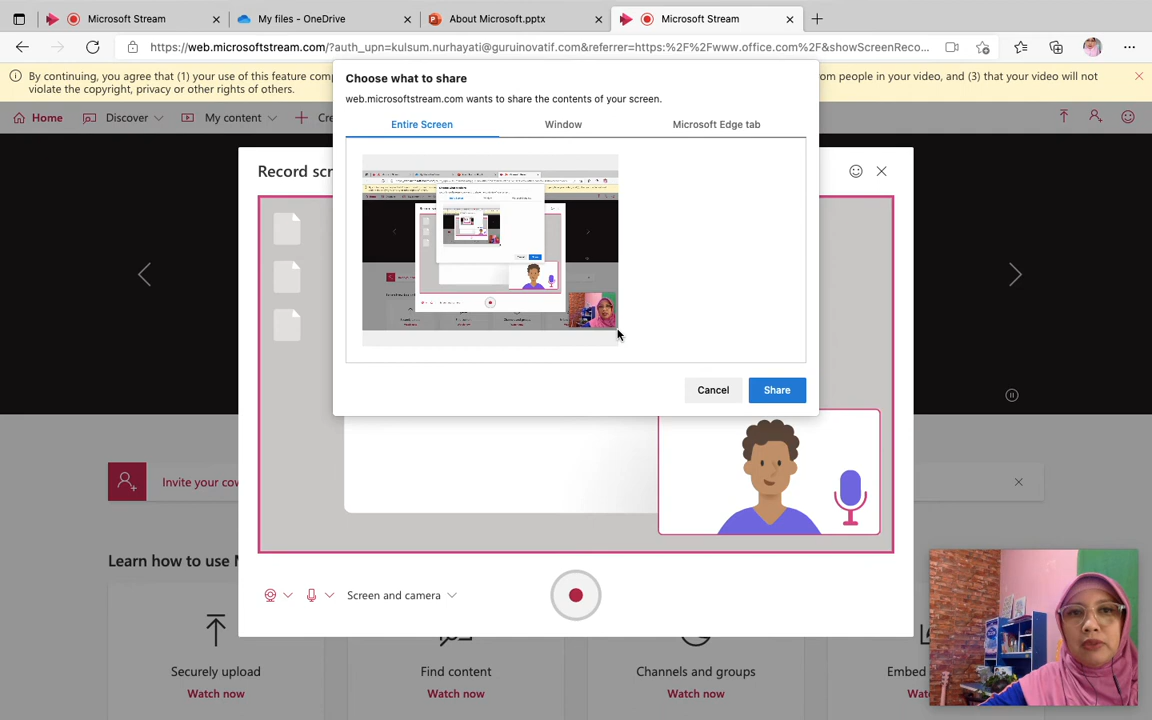 Microsoft Stream
My files - OneDrive
About Microsoft.pptx
Microsoft Stream
https://web.microsoftstream.com/?auth_upn=kulsum.nurhayati@guruinovatif.com&referrer=https:%2F%2Fwww.office.com%2F&showScreenReco...
By continuing, you agree that (1) your use of this feature comp
om people in your video, and (3) that your video will not
violate the copyright, privacy or other rights of others.
Home
Discover
My content
Cre
Choose what to share
web.microsoftstream.com wants to share the contents of your screen.
Entire Screen
Window
Microsoft Edge tab
Record scr
Cancel
Share
Invite your cow
Learn how to use M
Screen and camera
Securely upload
Watch now
Find content
Watch now
Channels and groups
Watch now
Embed
Watc